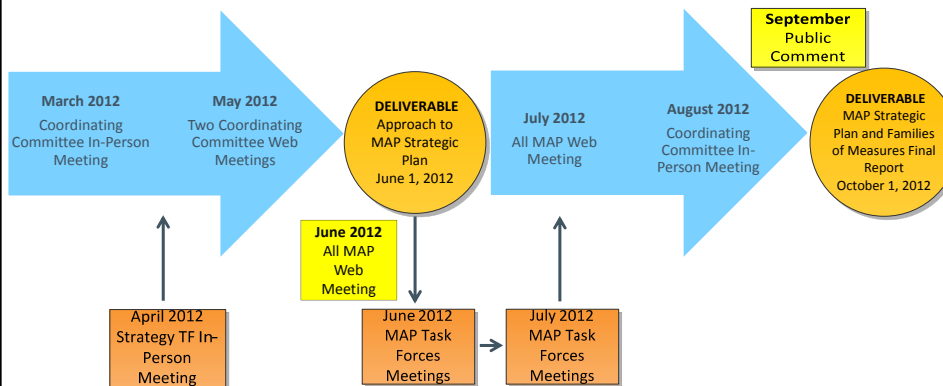 March 2012
Coordinating
Committee In-Person
Meeting
May 2012
Two Coordinating
Committee Web
Meetings
DELIVERABLE
Approach to
MAP Strategic
Plan
June 1, 2012
July 2012
All MAP Web
Meeting
August 2012
Coordinating
Committee In-
Person Meeting
September
Public
Comment
DELIVERABLE
MAP Strategic
Plan and Families
of Measures Final
Report
October 1, 2012
June 2012
All MAP
Web
Meeting
April 2012
Strategy TF In-
Person
Meeting
June 2012
MAP Task
Forces
Meetings
July 2012
MAP Task
Forces
Meetings